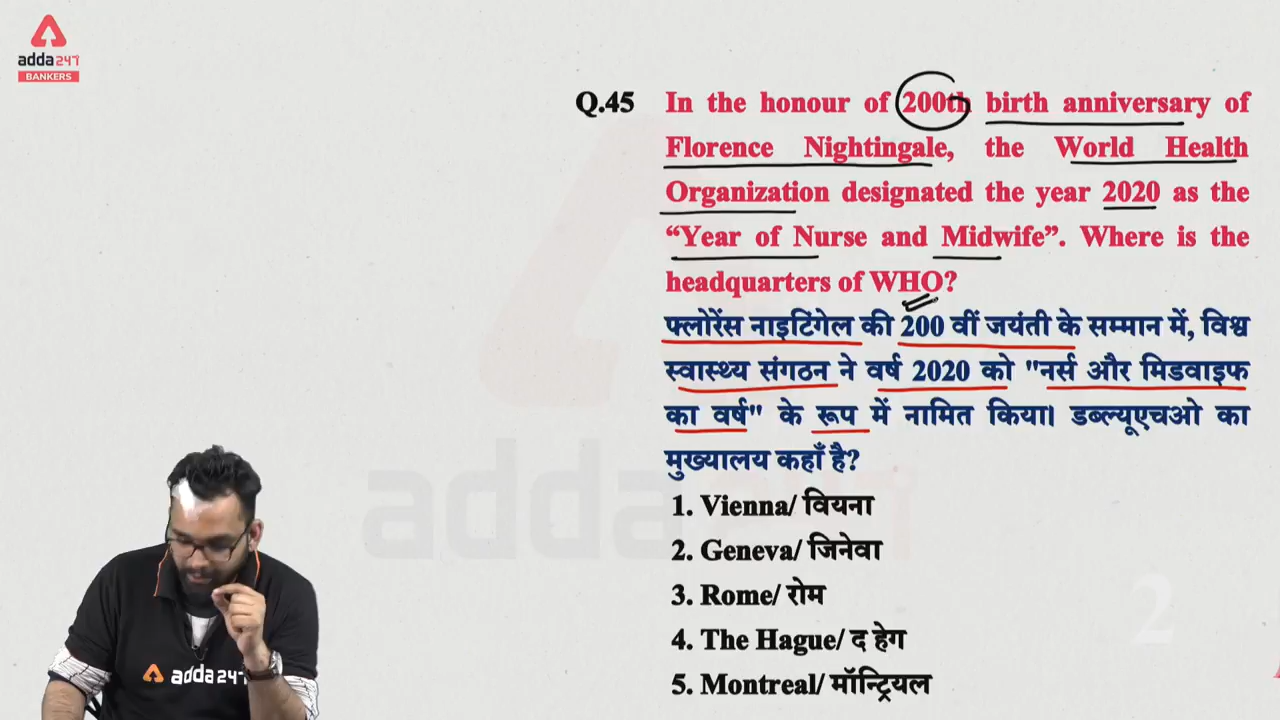 adda247
BANKERS
Q.45 In the honour of 200th birth anniversary of
Florence Nightingale, the World Health
Organization designated the year 2020 as the
“Year of Nurse and Midwife”. Where is the
headquarters of WHO?
फ्लोरेंस नाइटिंगेल की 200 वीं जयंती के सम्मान में, विश्व
स्वास्थ्य संगठन ने वर्ष 2020 को "नर्स और मिडवाइफ
का वर्ष" के रूप में नामित किया। डब्ल्यूएचओ का
मुख्यालय कहाँ है?
1. Vienna/ वियना
2. Geneva/ जिनेवा
3. Rome/ रोम
4. The Hague/ द हेग
5. Montreal/ मॉन्ट्रियल
adda247
adda247
2